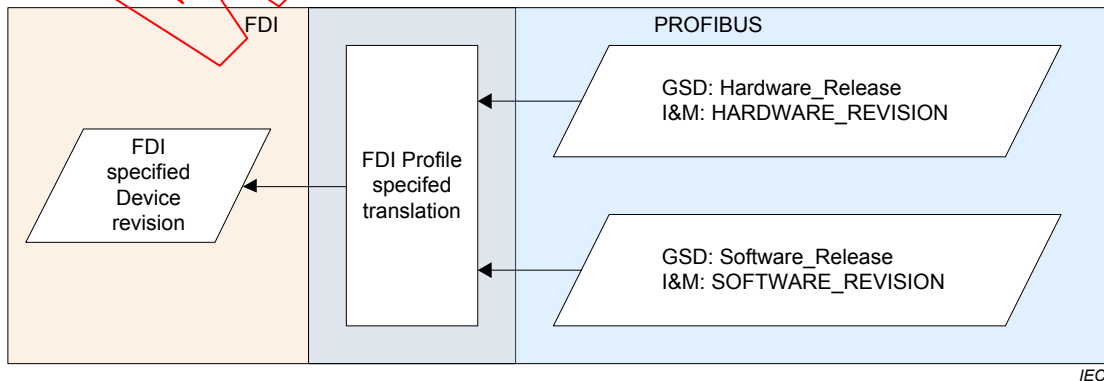 FDI
PROFIBUS
FDI
specified
Device
revision
FDI Profile
specifed
translation
GSD: Hardware_Release
I&M: HARDWARE_REVISION
GSD: Software_Release
I&M: SOFTWARE_REVISION
IEC